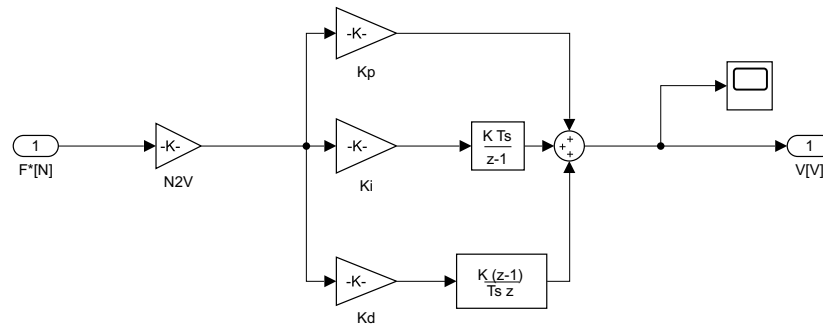 -K-
Kp
1
F*[N]
-K-
N2V
-K-
Ki
K Ts
z-1
+
+
+
1
V[V]
-K-
Kd
K (z-1)
Ts z